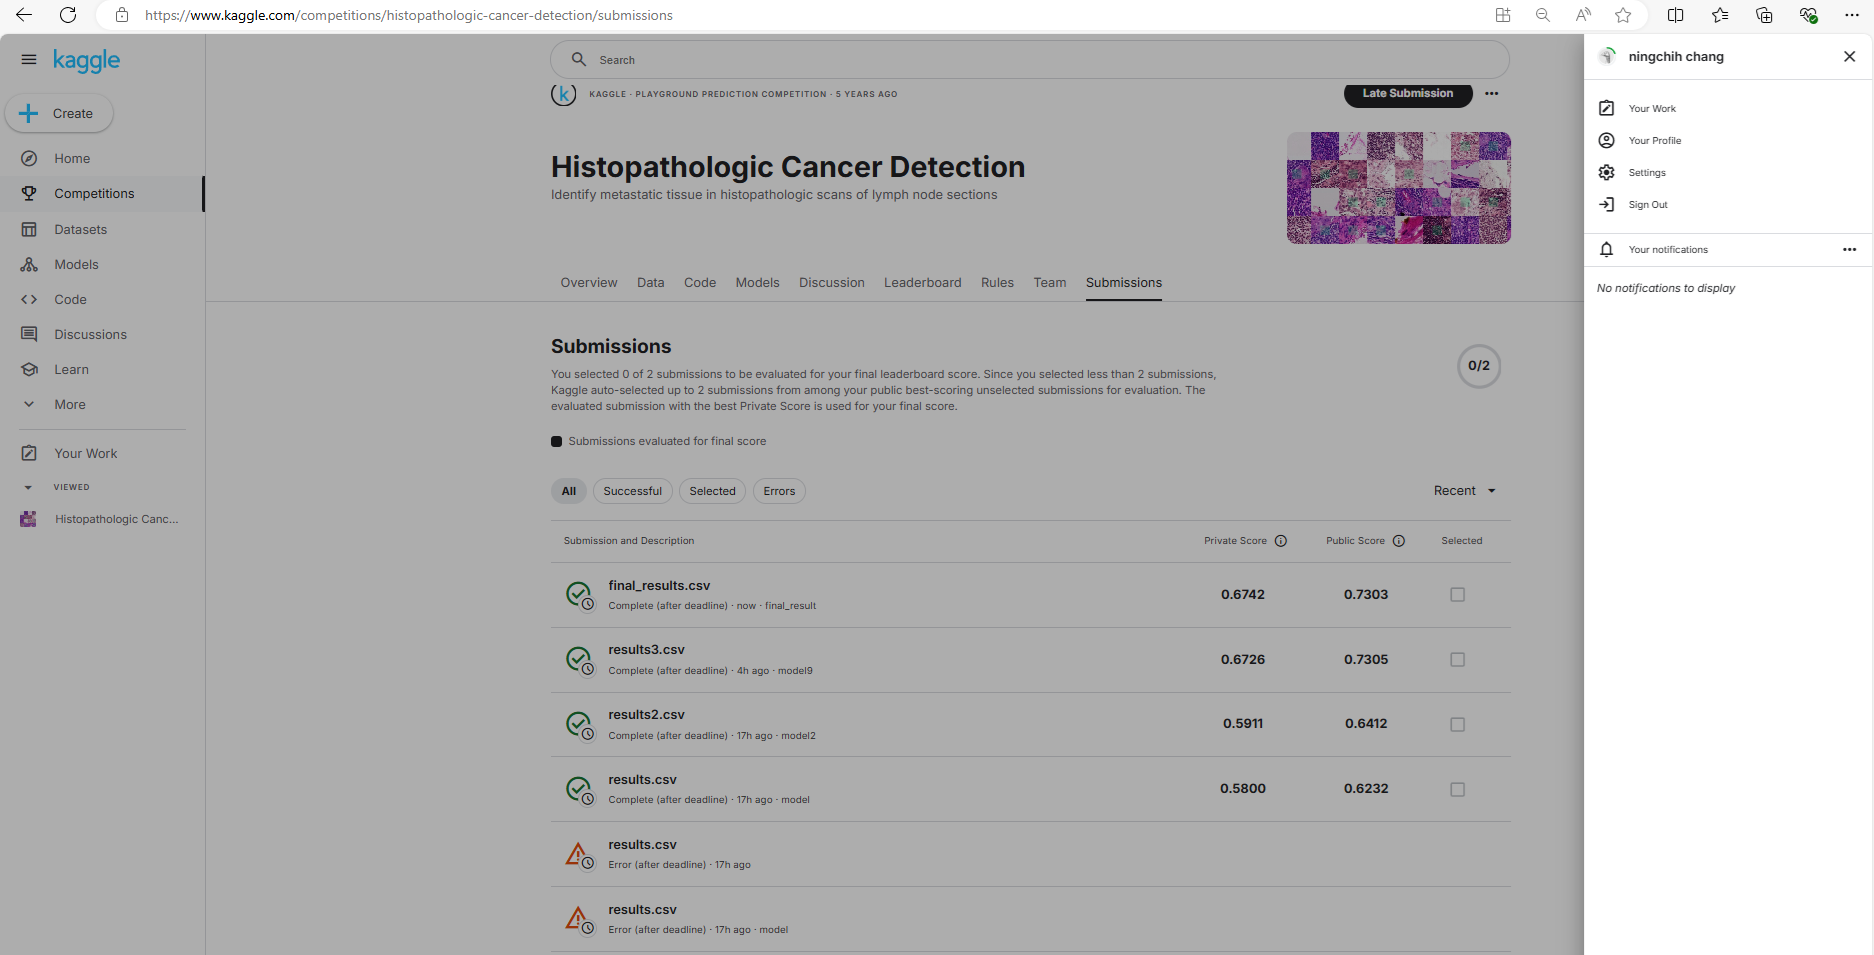 https://www.kaggle.com/competitions/histopathologic-cancer-detection/submissions
kaggle
Create
Home
Competitions
Datasets
Models
Code
Discussions
Learn
More
Your Work
VIEWED
Histopathologic Canc...
Search
KAGGLE · PLAYGROUND PREDICTION COMPETITION · 5 YEARS AGO
Late Submission
Histopathologic Cancer Detection
Identify metastatic tissue in histopathologic scans of lymph node sections
Overview Data Code Models Discussion Leaderboard Rules Team Submissions
Submissions
You selected 0 of 2 submissions to be evaluated for your final leaderboard score. Since you selected less than 2 submissions,
Kaggle auto-selected up to 2 submissions from among your public best-scoring unselected submissions for evaluation. The
evaluated submission with the best Private Score is used for your final score.
0/2
Submissions evaluated for final score
All Successful Selected Errors Recent
Submission and Description Private Score Public Score Selected
final_results.csv
Complete (after deadline) · now · final_result
0.6742 0.7303
results3.csv
Complete (after deadline) · 4h ago · model9
0.6726 0.7305
results2.csv
Complete (after deadline) · 17h ago · model2
0.5911 0.6412
results.csv
Complete (after deadline) · 17h ago · model
0.5800 0.6232
results.csv
Error (after deadline) · 17h ago
results.csv
Error (after deadline) · 17h ago · model
ningchih chang
Your Work
Your Profile
Settings
Sign Out
Your notifications
No notifications to display